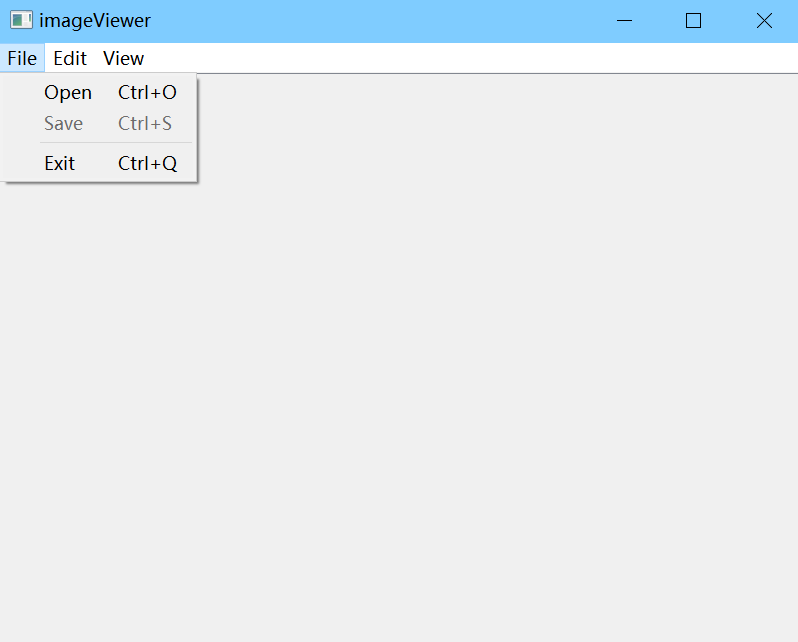 imageViewer
File Edit View
Open Ctrl+O
Save Ctrl+S
Exit Ctrl+Q